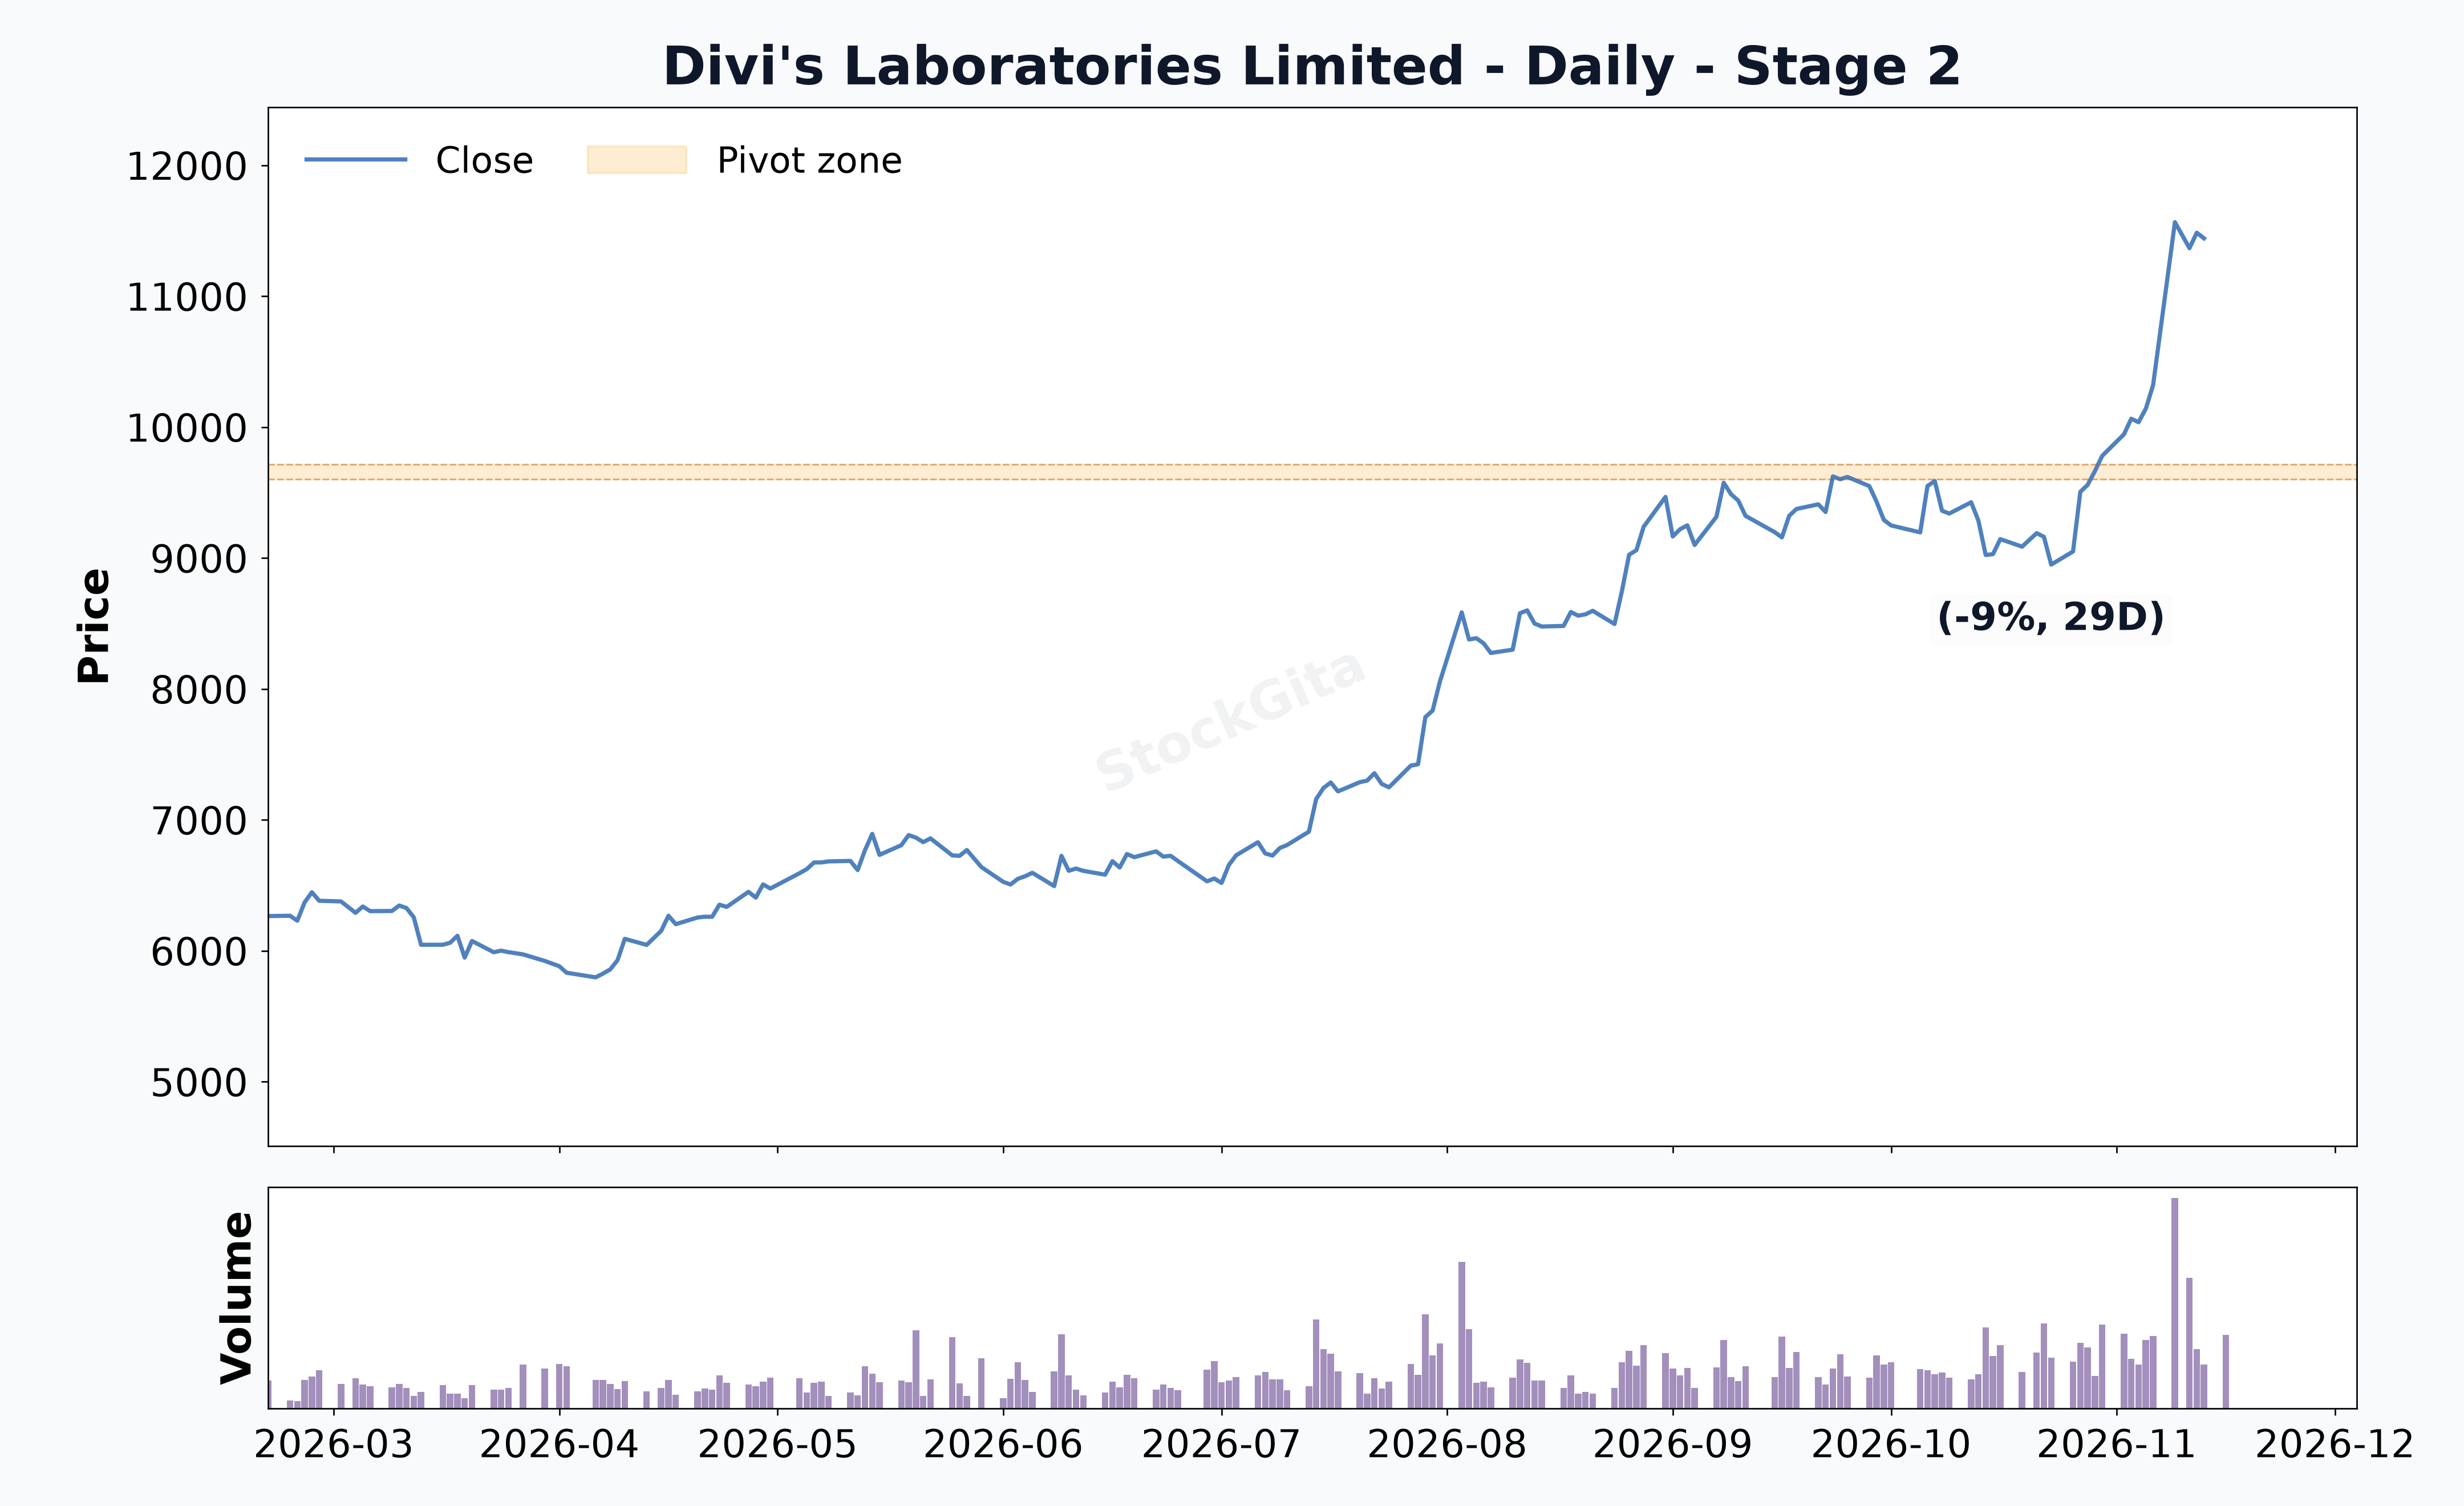 Divi's Laboratories Limited - Daily - Stage 2
Close
Pivot zone
12000
11000
10000
9000
8000
7000
6000
5000
Price
(-9%, 29D)
StockGita
Volume
2026-03
2026-04
2026-05
2026-06
2026-07
2026-08
2026-09
2026-10
2026-11
2026-12